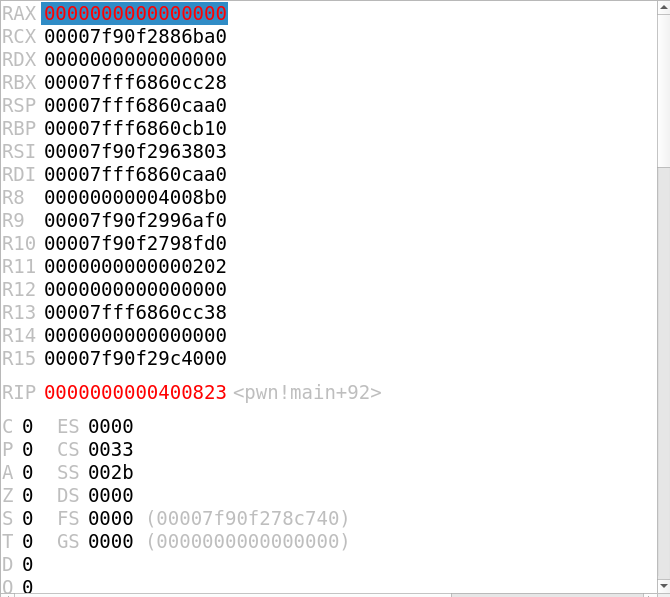 RAX 0000000000000000
RCX 00007f90f2886ba0
RDX 0000000000000000
RBX 00007fff6860cc28
RSP 00007fff6860caa0
RBP 00007fff6860cb10
RSI 00007f90f2963803
RDI 00007fff6860caa0
R8 00000000004008b0
R9 00007f90f2996af0
R10 00007f90f2798fd0
R11 0000000000000202
R12 0000000000000000
R13 00007fff6860cc38
R14 0000000000000000
R15 00007f90f29c4000
RIP 0000000000400823 <pwn!main+92>
C 0 ES 0000
P 0 CS 0033
A 0 SS 002b
Z 0 DS 0000
S 0 FS 0000 (00007f90f278c740)
T 0 GS 0000 (0000000000000000)
D 0
O 0